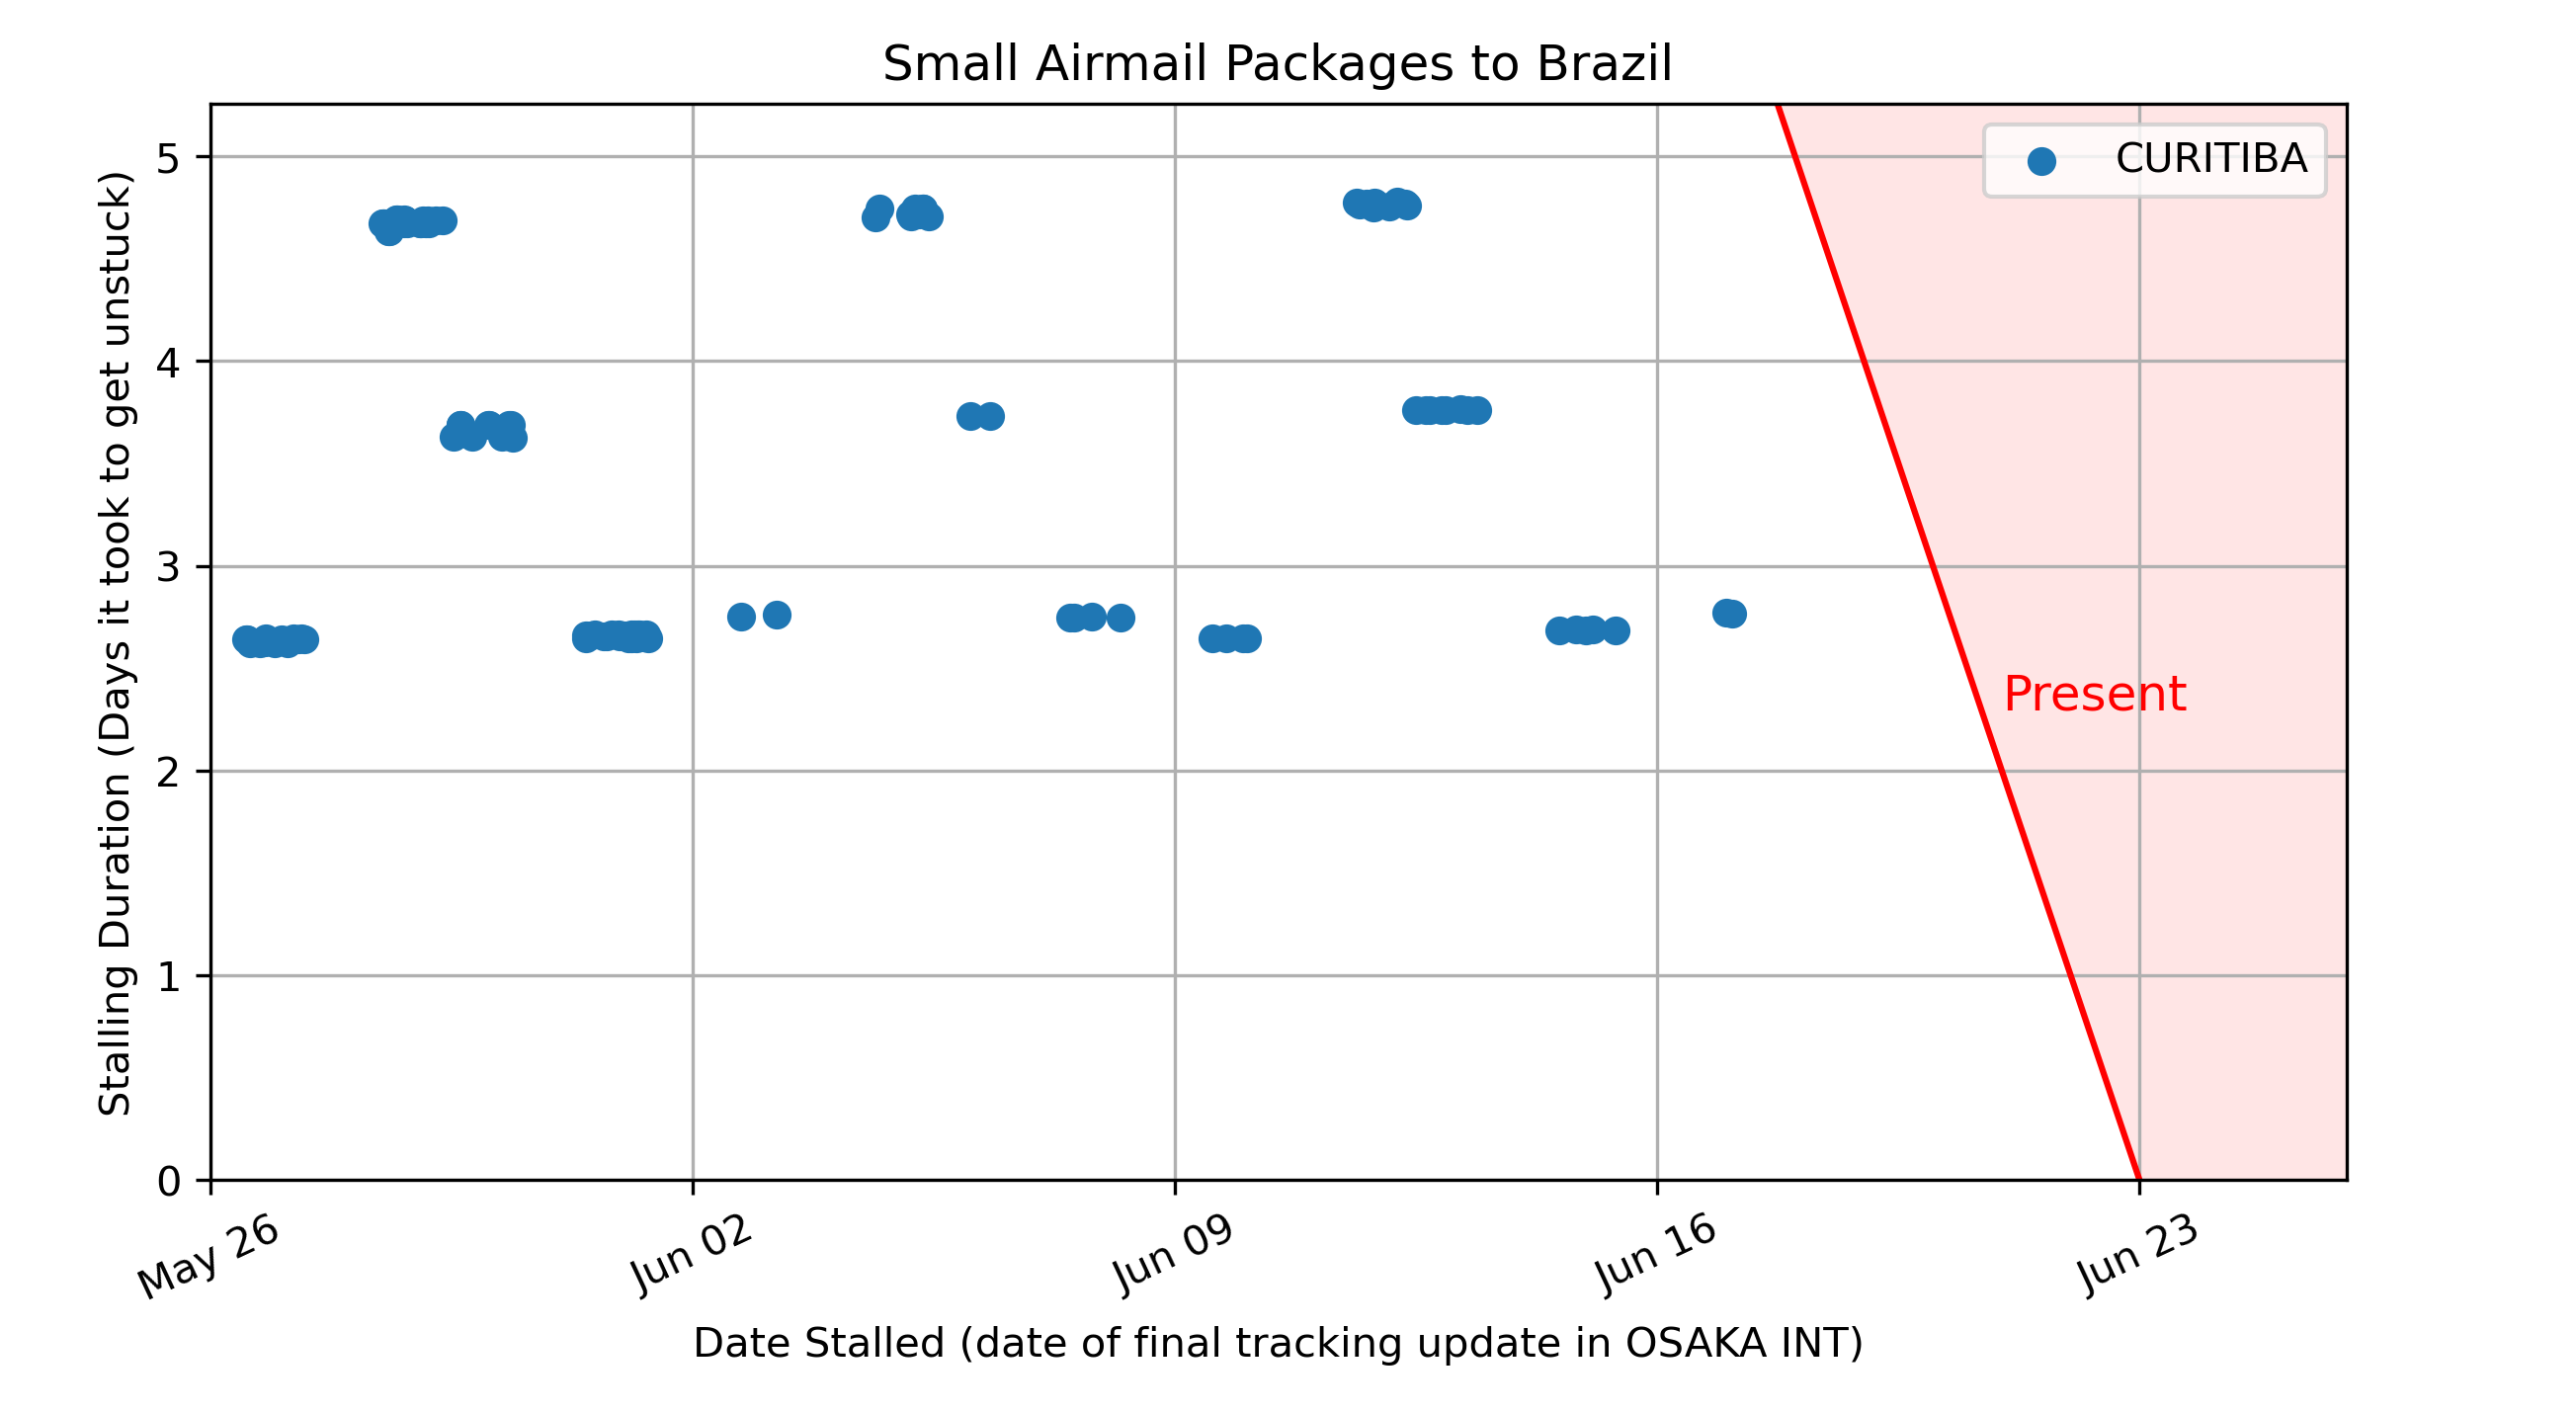 Small Airmail Packages to Brazil
CURITIBA
Present
Stalling Duration (Days it took to get unstuck)
5
4
3
2
1
0
May 26
Jun 02
Jun 09
Jun 16
Jun 23
Date Stalled (date of final tracking update in OSAKA INT)